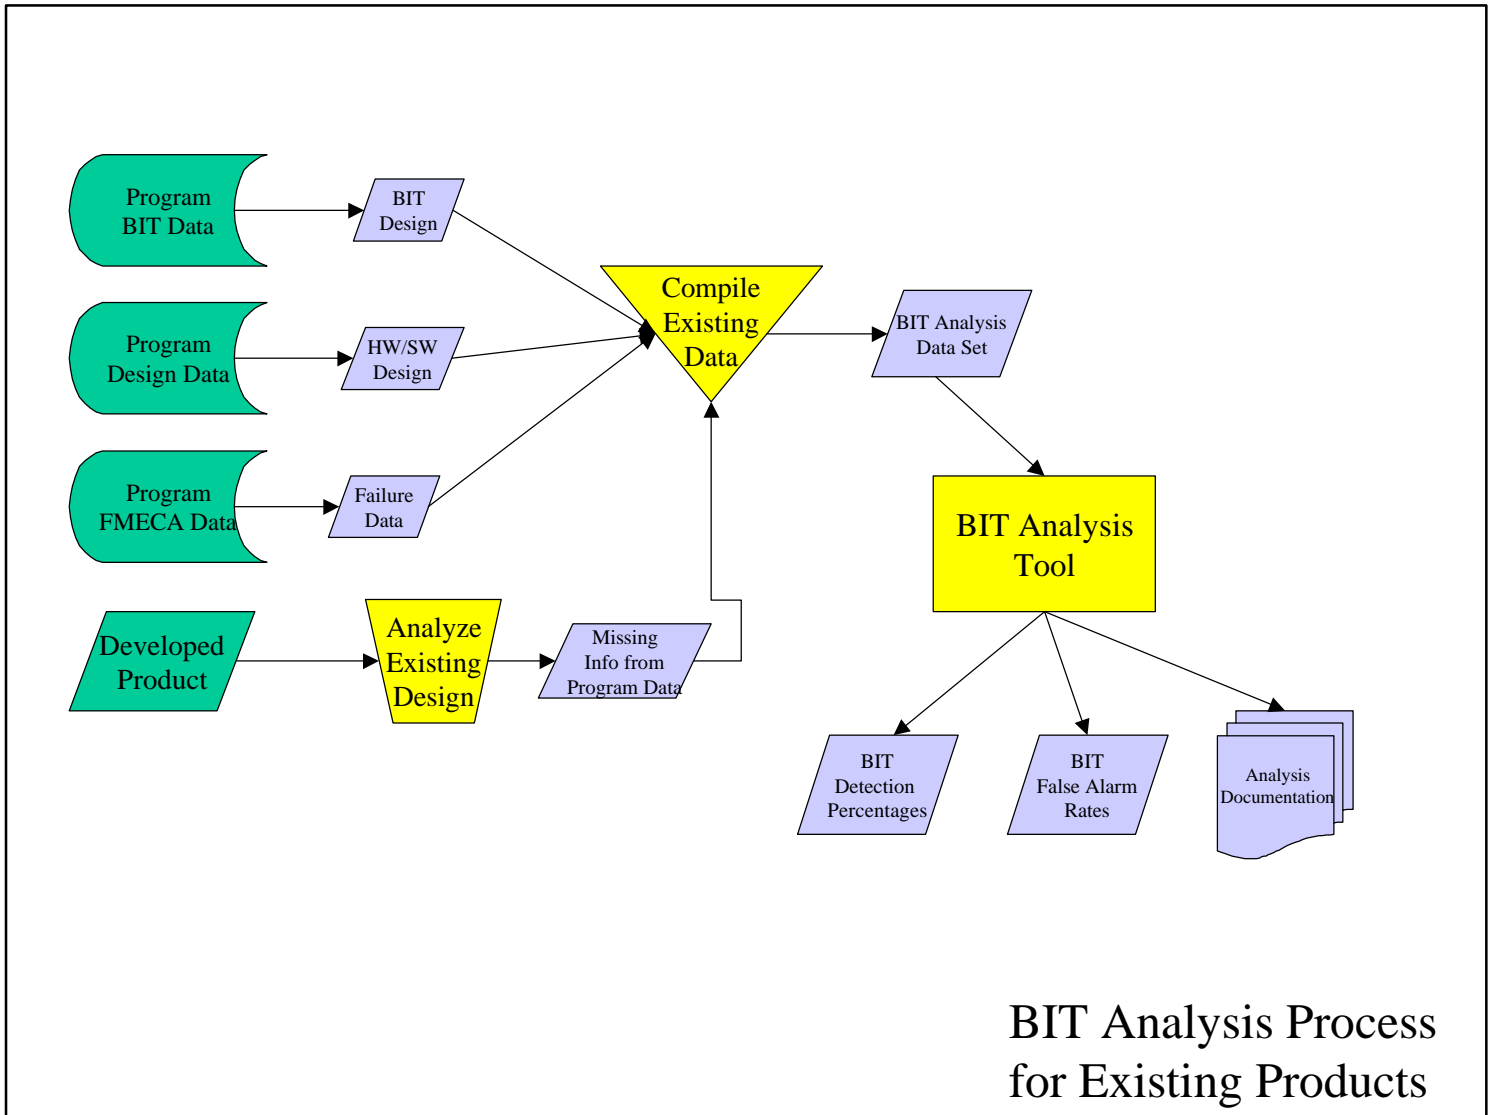 Program
BIT Data
BIT
Design
Program
Design Data
HW/SW
Design
Program
FMECA Data
Failure
Data
Developed
Product
Analyze
Existing
Design
Missing
Info from
Program Data
Compile
Existing
Data
BIT Analysis
Data Set
BIT Analysis
Tool
BIT
Detection
Percentages
BIT
False Alarm
Rates
Analysis
Documentation
BIT Analysis Process
for Existing Products